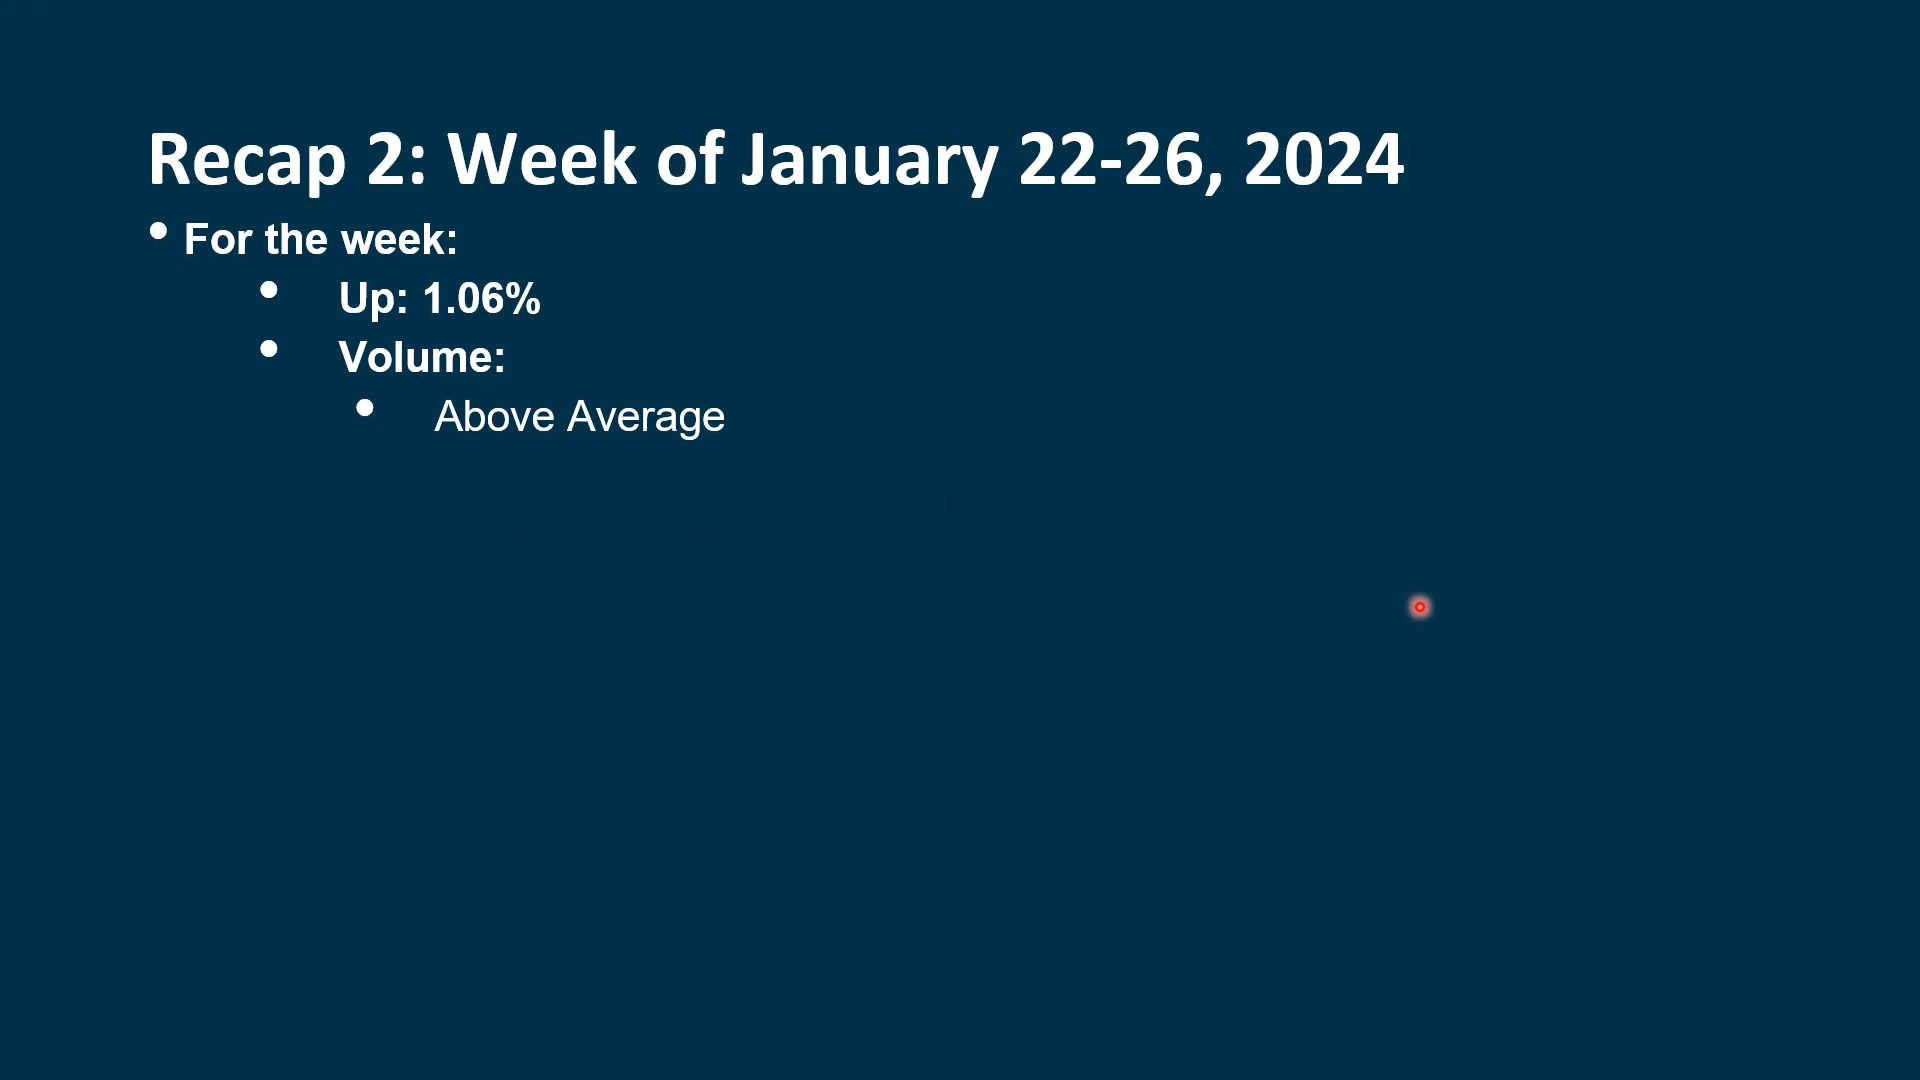 Recap 2: Week of January 22-26, 2024
• For the week:
• Up: 1.06%
• Volume:
• Above Average